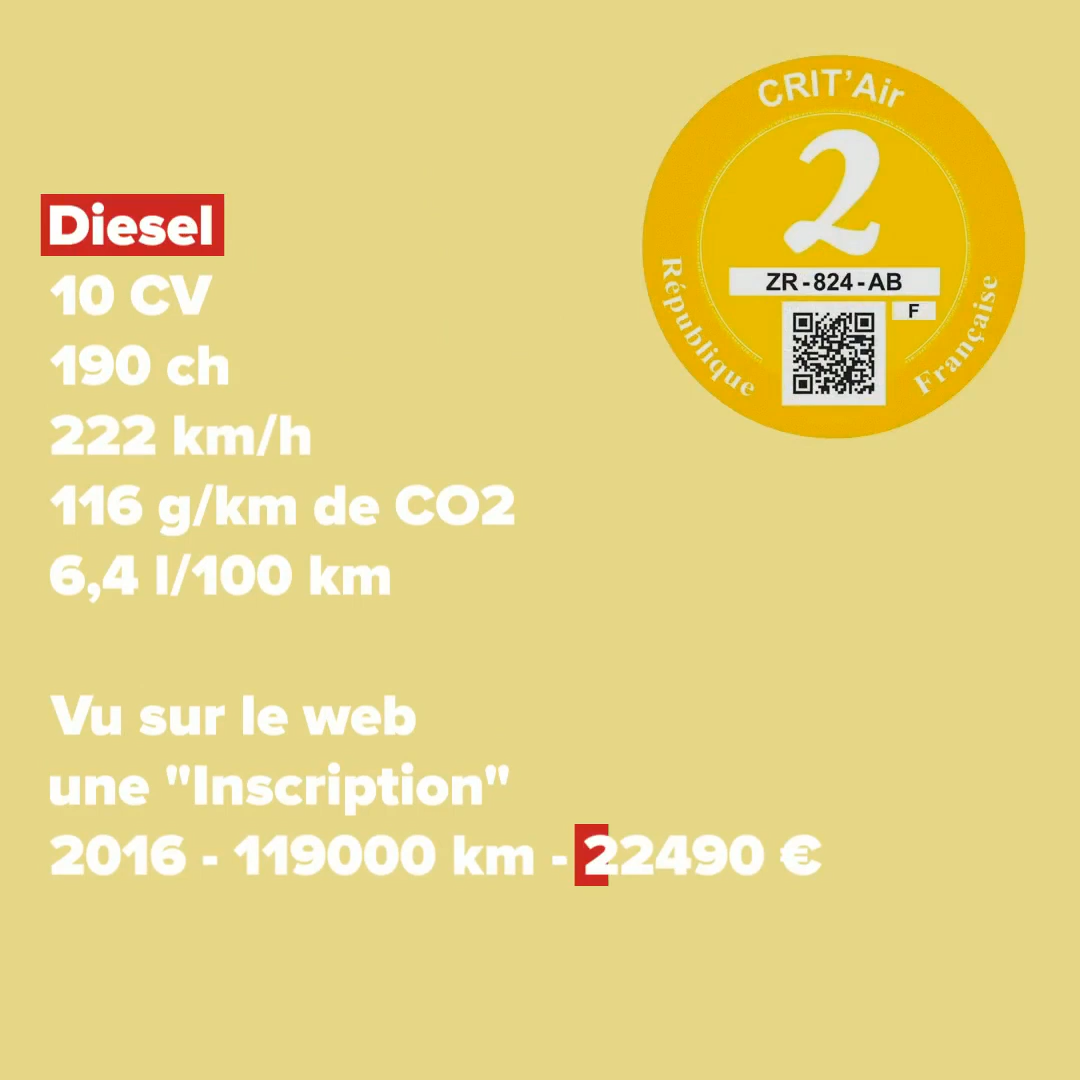 CRIT'Air
2
ZR-824-AB
F
République Française
Diesel
10 CV
190 ch
222 km/h
116 g/km de CO2
6,4 l/100 km
Vu sur le web
une "Inscription"
2016 - 119000 km - 22490 €